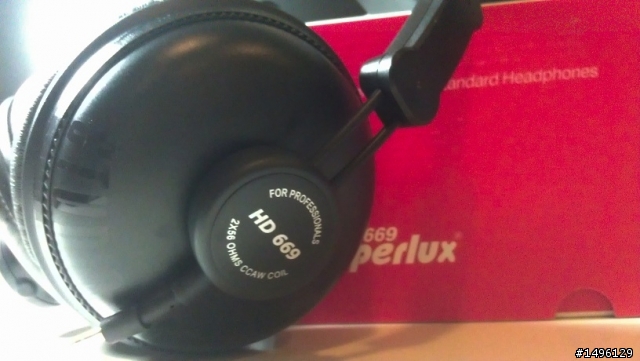 andard Headphones
FOR PROFESSIONALS
HD 669
2X56 OHMS CCAW COIL
669
perlux®
#1496129